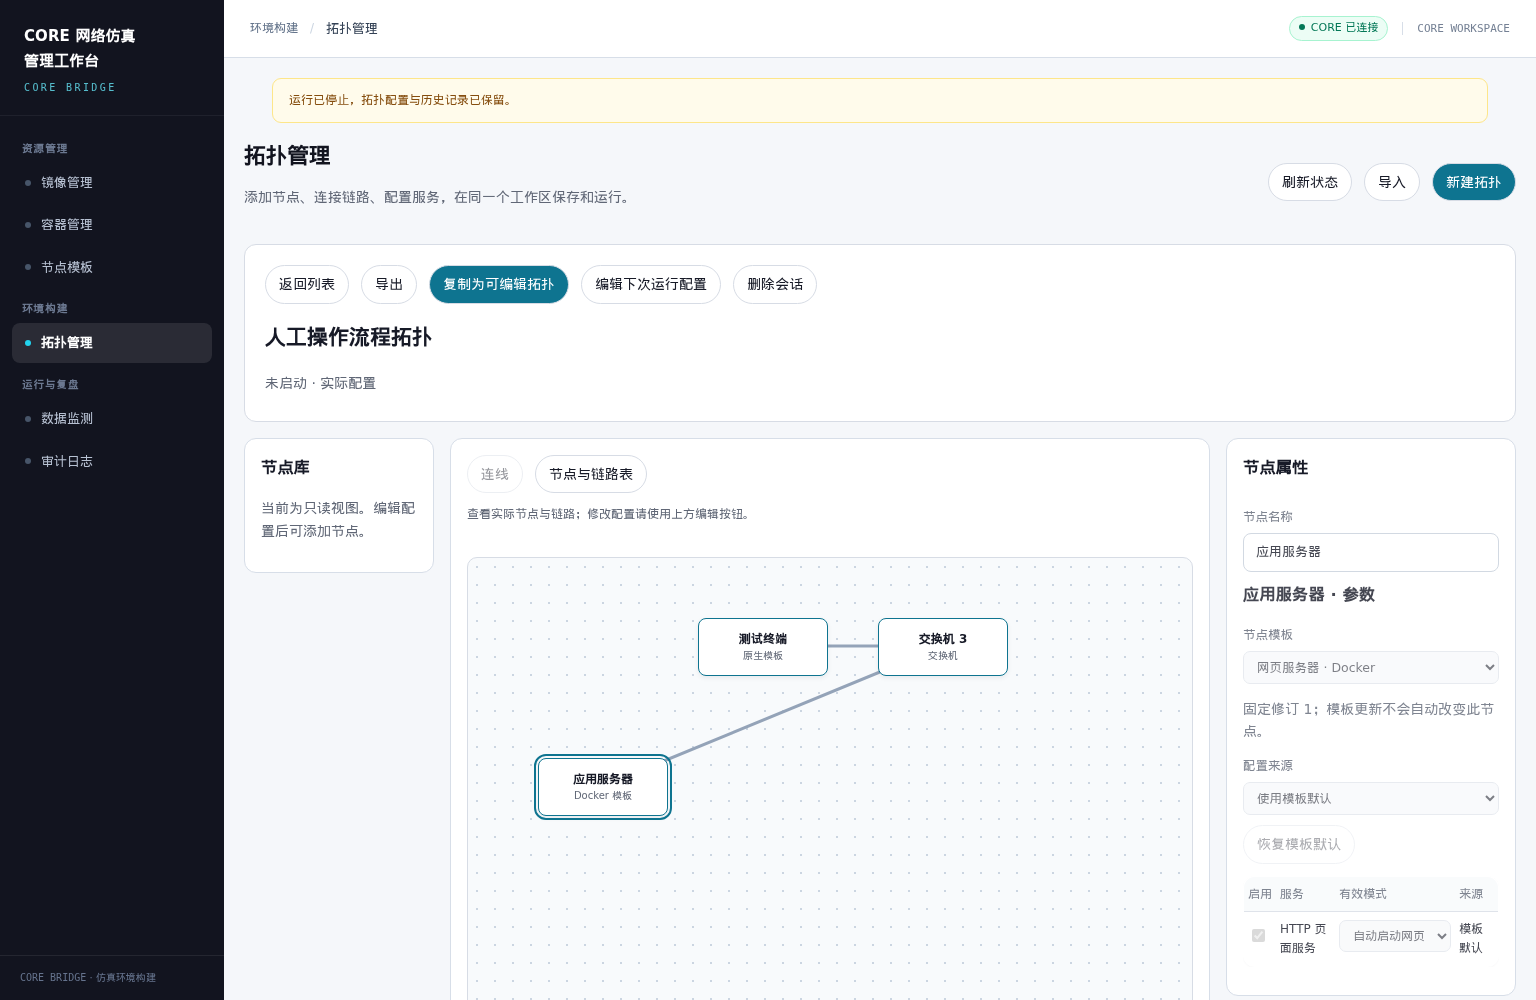 CORE 网络仿真
管理工作台
CORE BRIDGE
资源管理
镜像管理
容器管理
节点模板
环境构建
拓扑管理
运行与复盘
数据监测
审计日志
CORE BRIDGE · 仿真环境构建
环境构建 / 拓扑管理
CORE 已连接
CORE WORKSPACE
运行已停止，拓扑配置与历史记录已保留。
拓扑管理
添加节点、连接链路、配置服务，在同一个工作区保存和运行。
刷新状态
导入
新建拓扑
返回列表
导出
复制为可编辑拓扑
编辑下次运行配置
删除会话
人工操作流程拓扑
未启动 · 实际配置
节点库
当前为只读视图。编辑配
置后可添加节点。
连线
节点与链路表
查看实际节点与链路；修改配置请使用上方编辑按钮。
测试终端
原生模板
交换机 3
交换机
应用服务器
Docker 模板
节点属性
节点名称
应用服务器
应用服务器 · 参数
节点模板
网页服务器 · Docker
固定修订 1；模板更新不会自动改变此节
点。
配置来源
使用模板默认
恢复模板默认
启用 服务 有效模式 来源
HTTP 页
面服务
自动启动网页
模板
默认